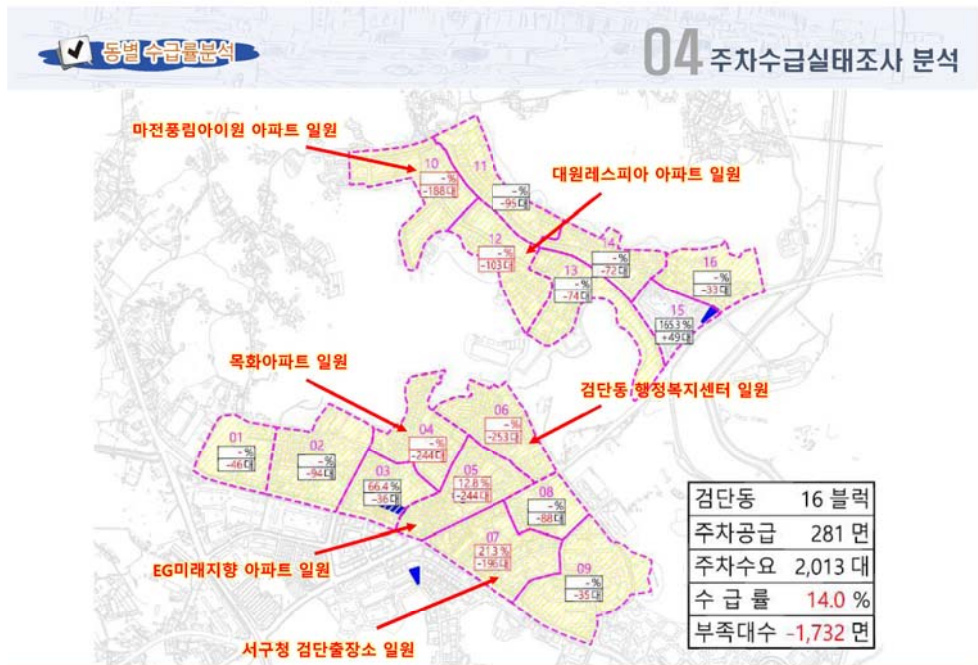 동별 수급률분석
04 주차수급실태조사 분석
마전풍림아이원 아파트 일원
대원레스피아 아파트 일원
10
- %
-188대
11
- %
-95대
12
- %
-103대
13
- %
-74대
14
- %
-72대
16
- %
-33대
15
165.3 %
+49대
목화아파트 일원
검단동 행정복지센터 일원
01
- %
-46대
02
- %
-94대
03
66.4 %
-36대
04
- %
-244대
05
12.8 %
-244대
06
- %
-253대
07
21.3 %
-196대
08
- %
-88대
09
- %
-35대
EG미래지향 아파트 일원
서구청 검단출장소 일원
검단동 16 블럭
주차공급 281 면
주차수요 2,013 대
수 급 률 14.0 %
부족대수 -1,732 면